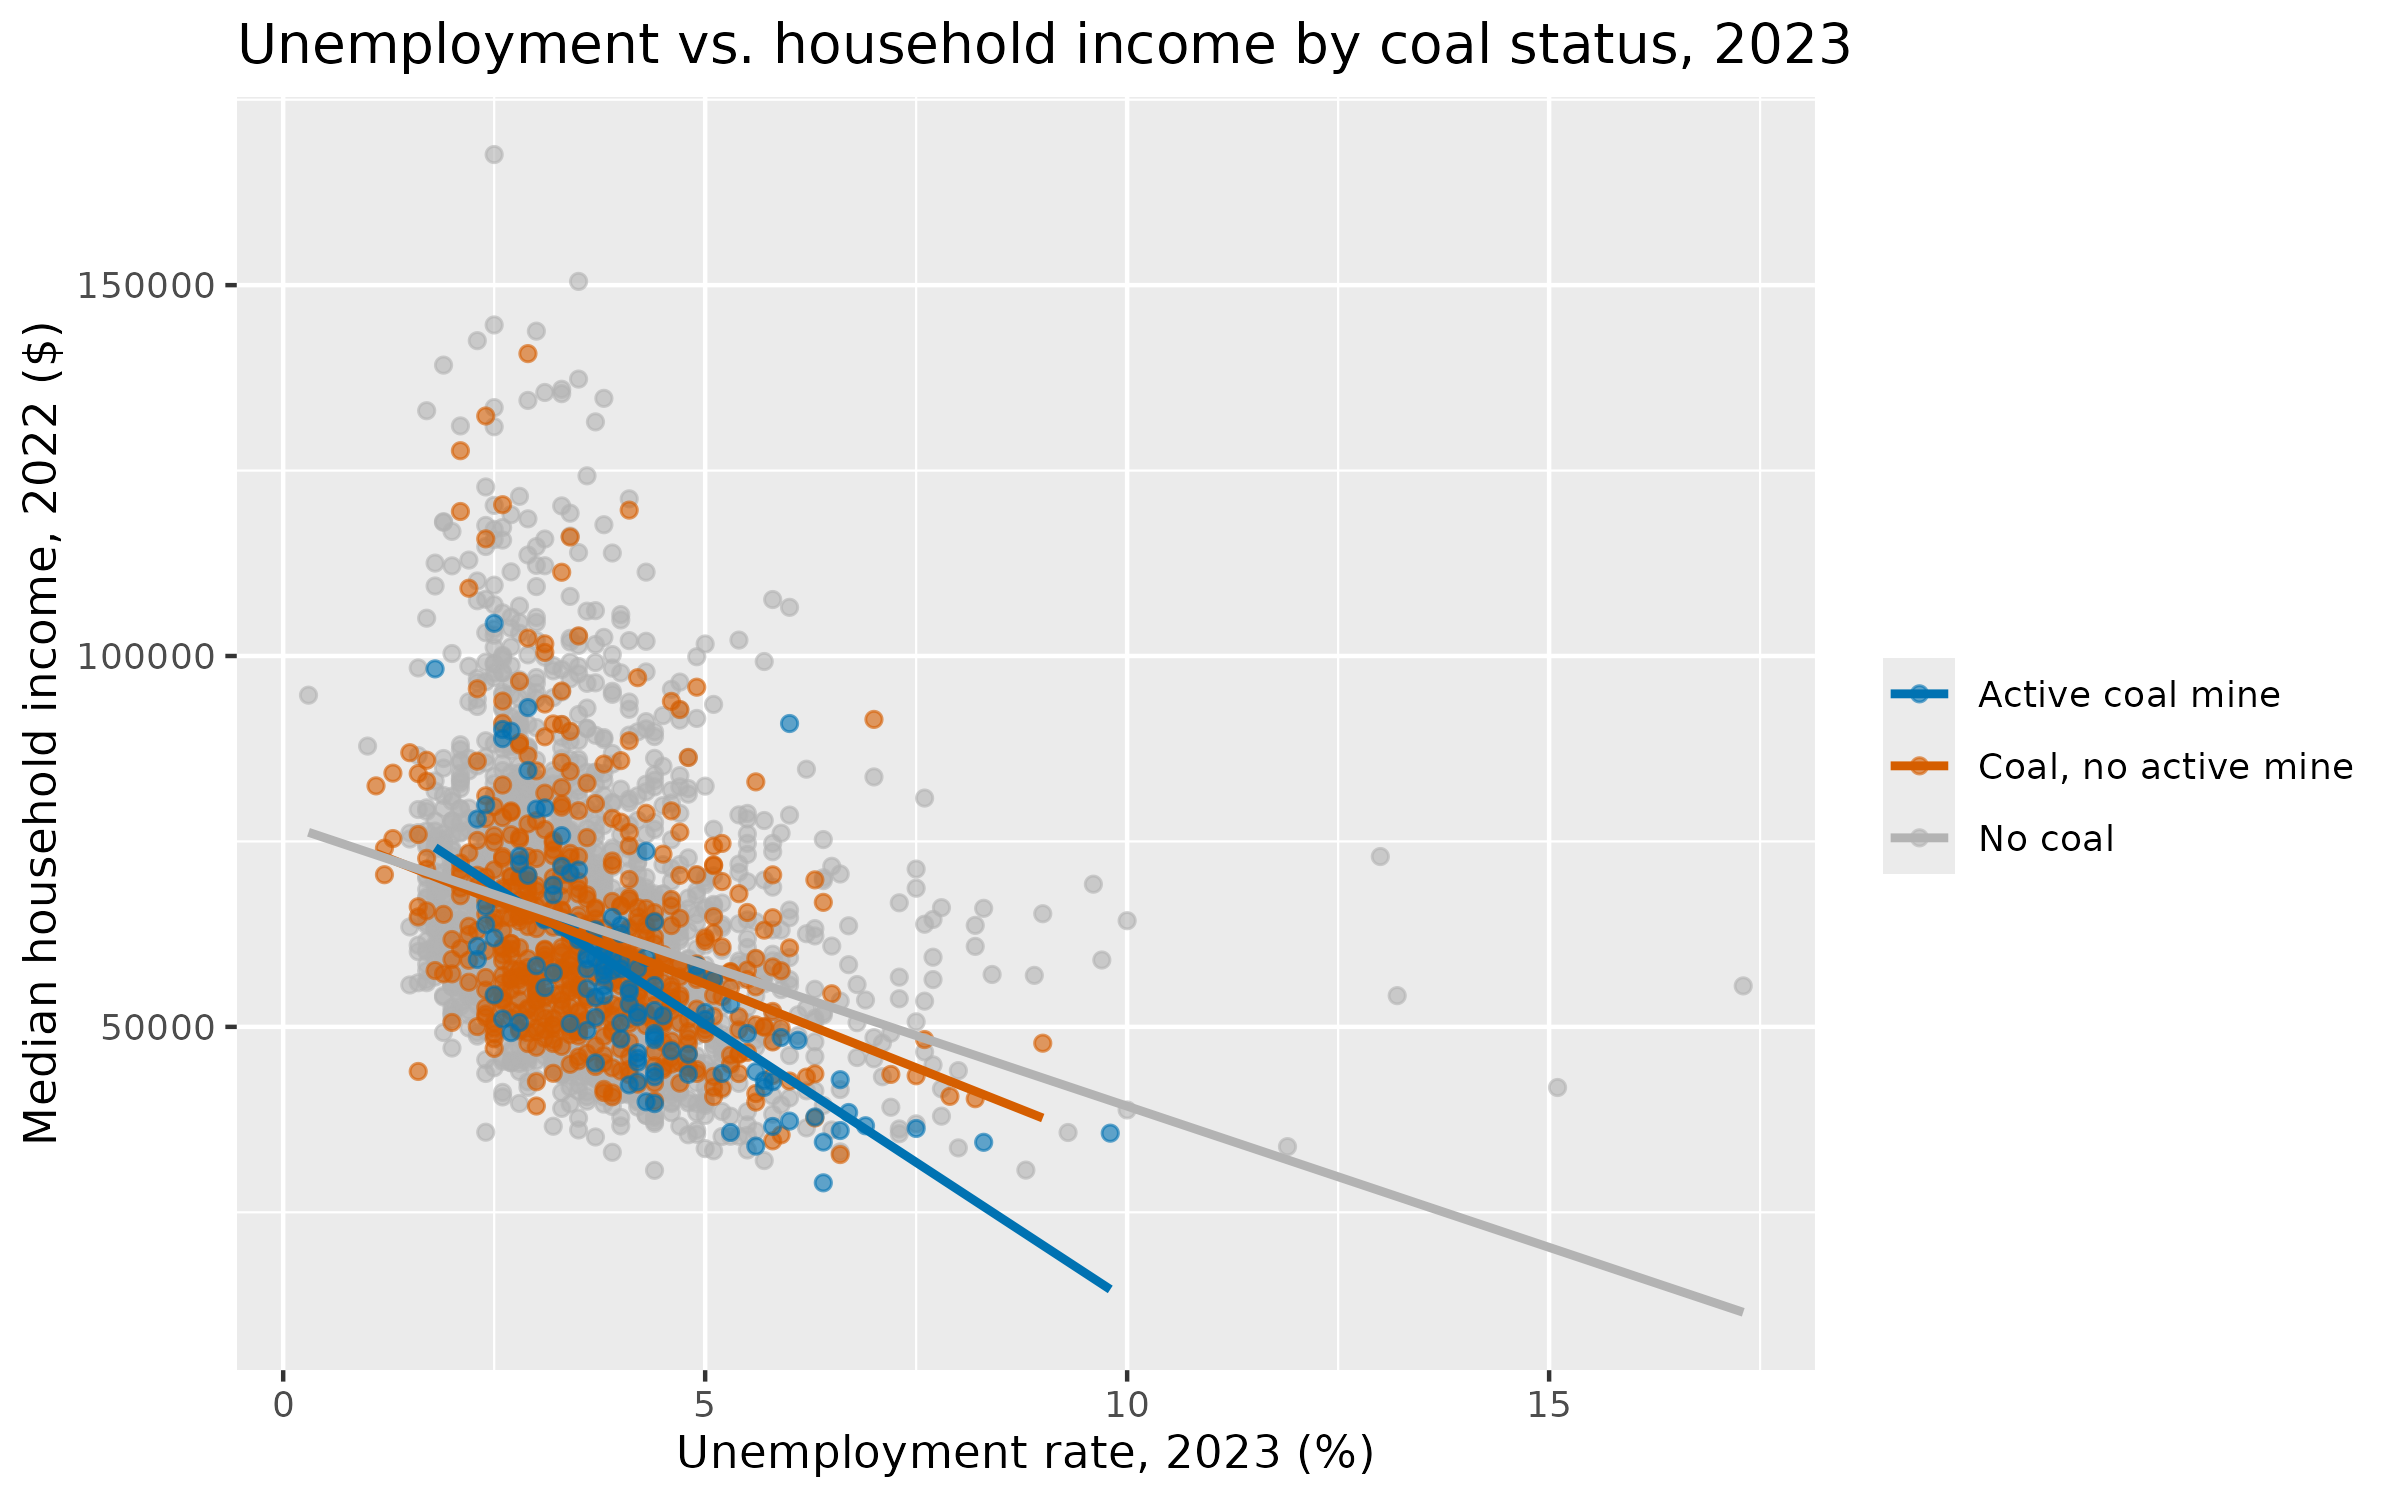 Unemployment vs. household income by coal status, 2023
Median household income, 2022 ($)
150000
100000
50000
0
5
10
15
Unemployment rate, 2023 (%)
Active coal mine
Coal, no active mine
No coal